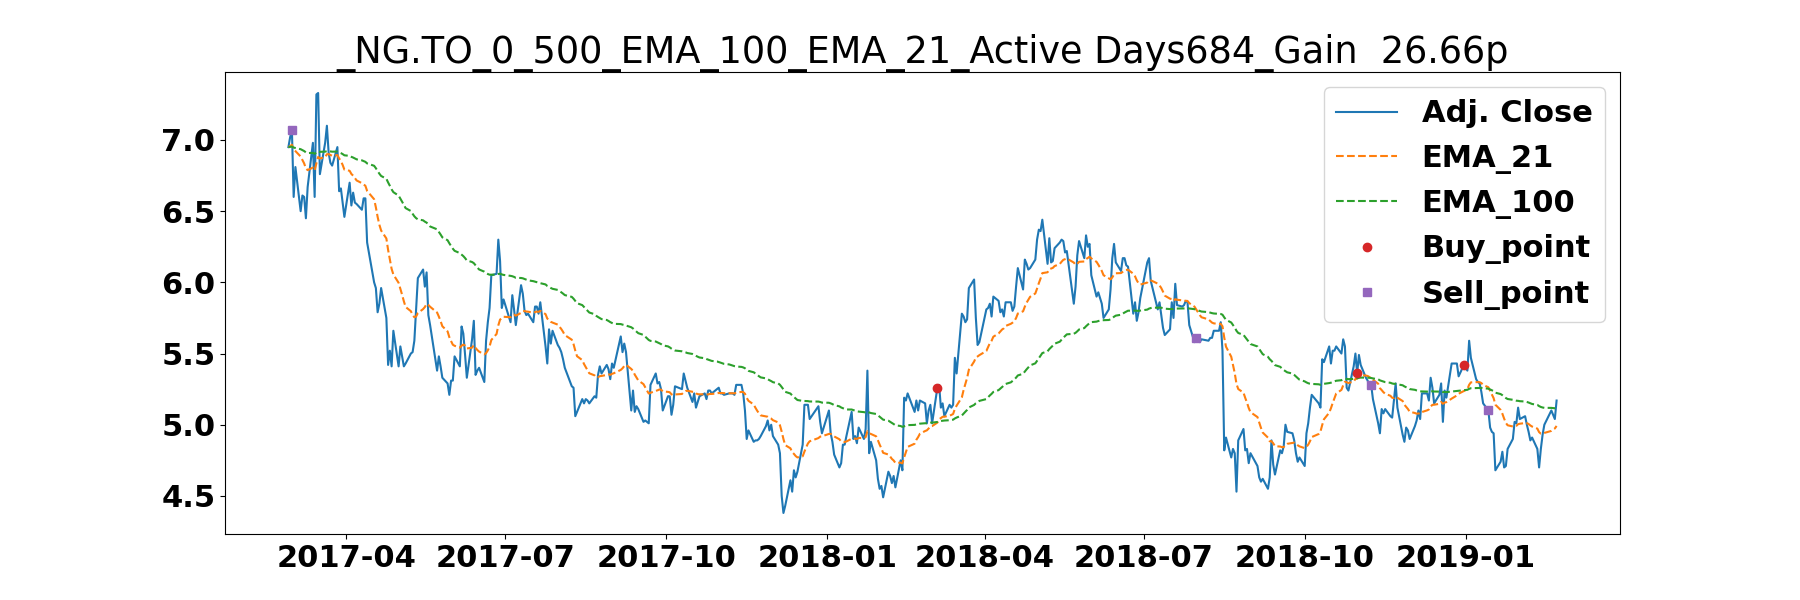 _NG.TO_0_500_EMA_100_EMA_21_Active Days684_Gain  26.66p
Adj. Close
EMA_21
EMA_100
Buy_point
Sell_point
7.0
6.5
6.0
5.5
5.0
4.5
2017-04 2017-07 2017-10 2018-01 2018-04 2018-07 2018-10 2019-01